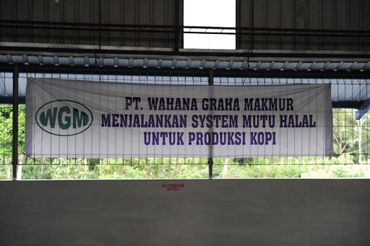 WGM
PT. WAHANA GRAHA MAKMUR
MENJALANKAN SYSTEM MUTU HALAL
UNTUK PRODUKSI KOPI